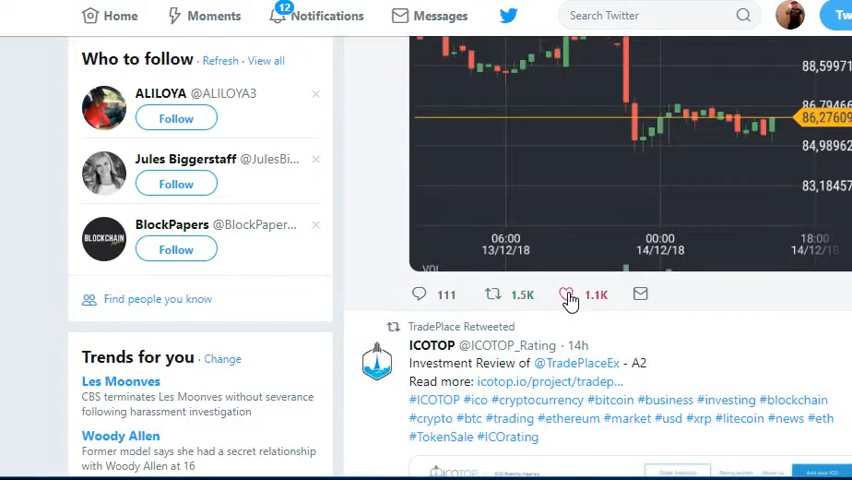 Home
Moments
12
Notifications
Messages
Search Twitter
Tw
Who to follow · Refresh · View all
ALILOYA @ALILOYA3
Follow
Jules Biggerstaff @JulesBi...
Follow
BLOCKCHAIN
BlockPapers @BlockPaper...
Follow
Find people you know
Trends for you · Change
Les Moonves
CBS terminates Les Moonves without severance
following harassment investigation
Woody Allen
Former model says she had a secret relationship
with Woody Allen at 16
88,59971
86,79466
86,27609
84,98962
83,18457
06:00
13/12/18
00:00
14/12/18
18:00
14/12/18
VOL
111
1.5K
1.1K
TradePlace Retweeted
ICOTOP @ICOTOP_Rating · 14h
Investment Review of @TradePlaceEx - A2
Read more: icotop.io/project/tradep...
#ICOTOP #ico #cryptocurrency #bitcoin #business #investing #blockchain
#crypto #btc #trading #ethereum #market #usd #xrp #litecoin #news #eth
#TokenSale #ICOrating
ICOTOP